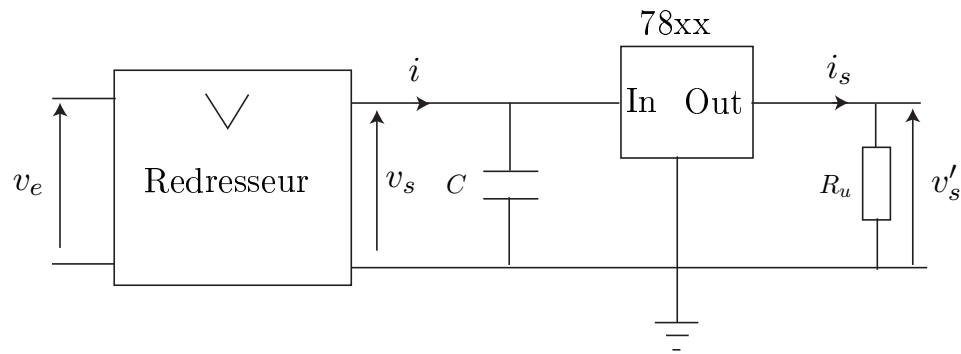 78xx
i
i_s
In Out
Redresseur
v_e
v_s
C
R_u
v'_s